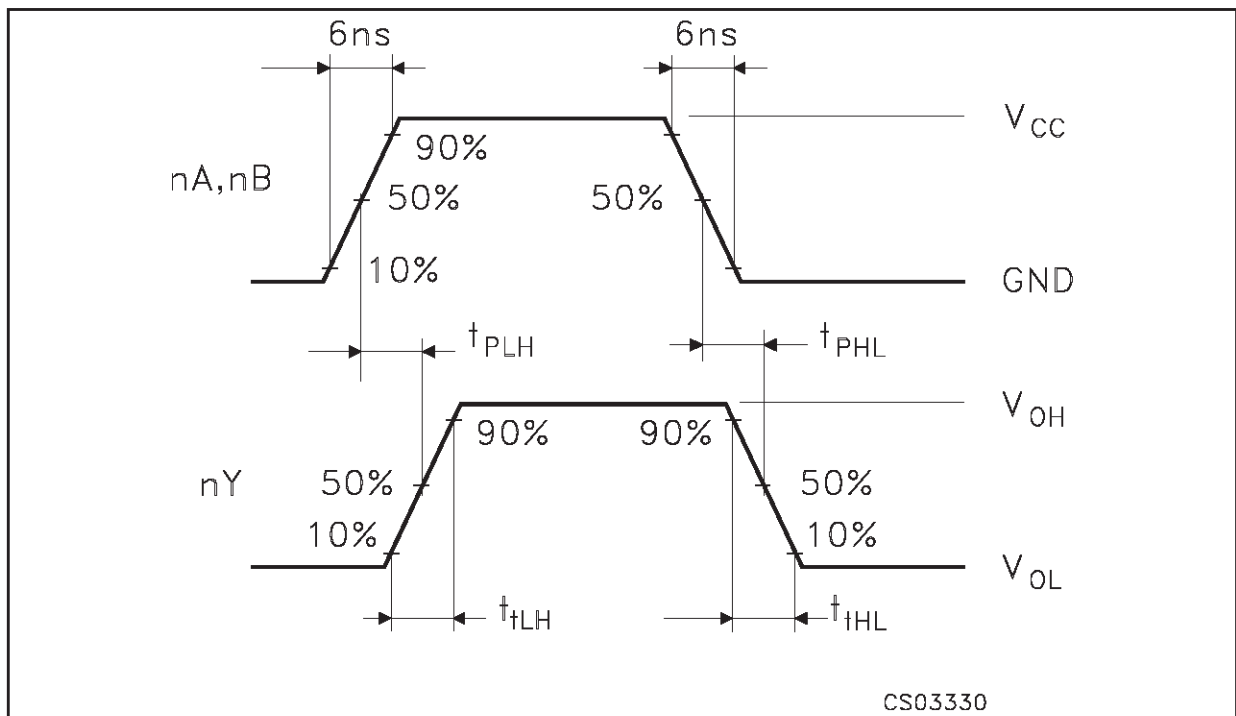 6ns 6ns
V_CC
90%
nA,nB 50% 50%
10%
GND
t_PLH t_PHL
V_OH
90% 90%
nY 50% 50%
10% 10%
V_OL
t_tLH t_tHL
CS03330